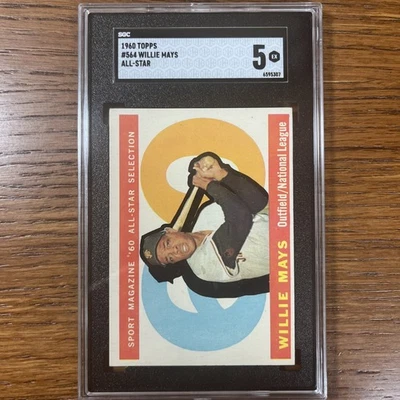 SGC
1960 TOPPS
#564 WILLIE MAYS
ALL-STAR
5 EX
6595387
SPORT MAGAZINE '60 ALL-STAR SELECTION
WILLIE MAYS Outfield/National League